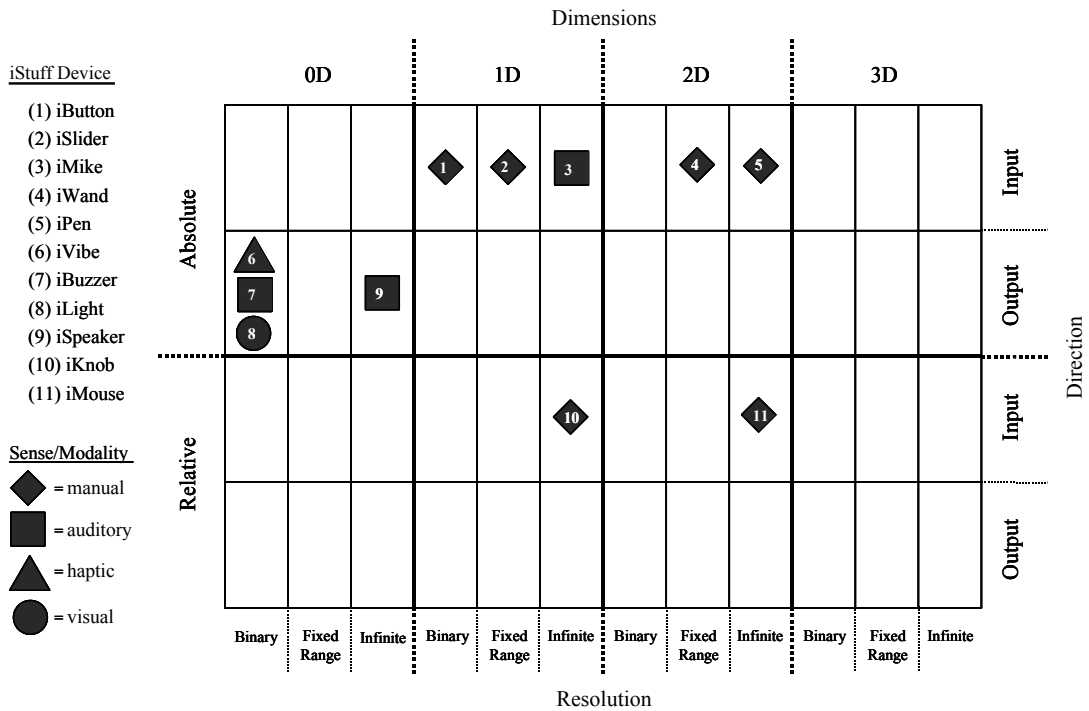 Dimensions
iStuff Device
(1) iButton
(2) iSlider
(3) iMike
(4) iWand
(5) iPen
(6) iVibe
(7) iBuzzer
(8) iLight
(9) iSpeaker
(10) iKnob
(11) iMouse
Sense/Modality
= manual
= auditory
= haptic
= visual
0D 1D 2D 3D
Absolute
Relative
1 2 3 4 5
6
7
8
9
10 11
Input
Output
Input
Output
Direction
Binary Fixed Range Infinite Binary Fixed Range Infinite Binary Fixed Range Infinite Binary Fixed Range Infinite
Resolution